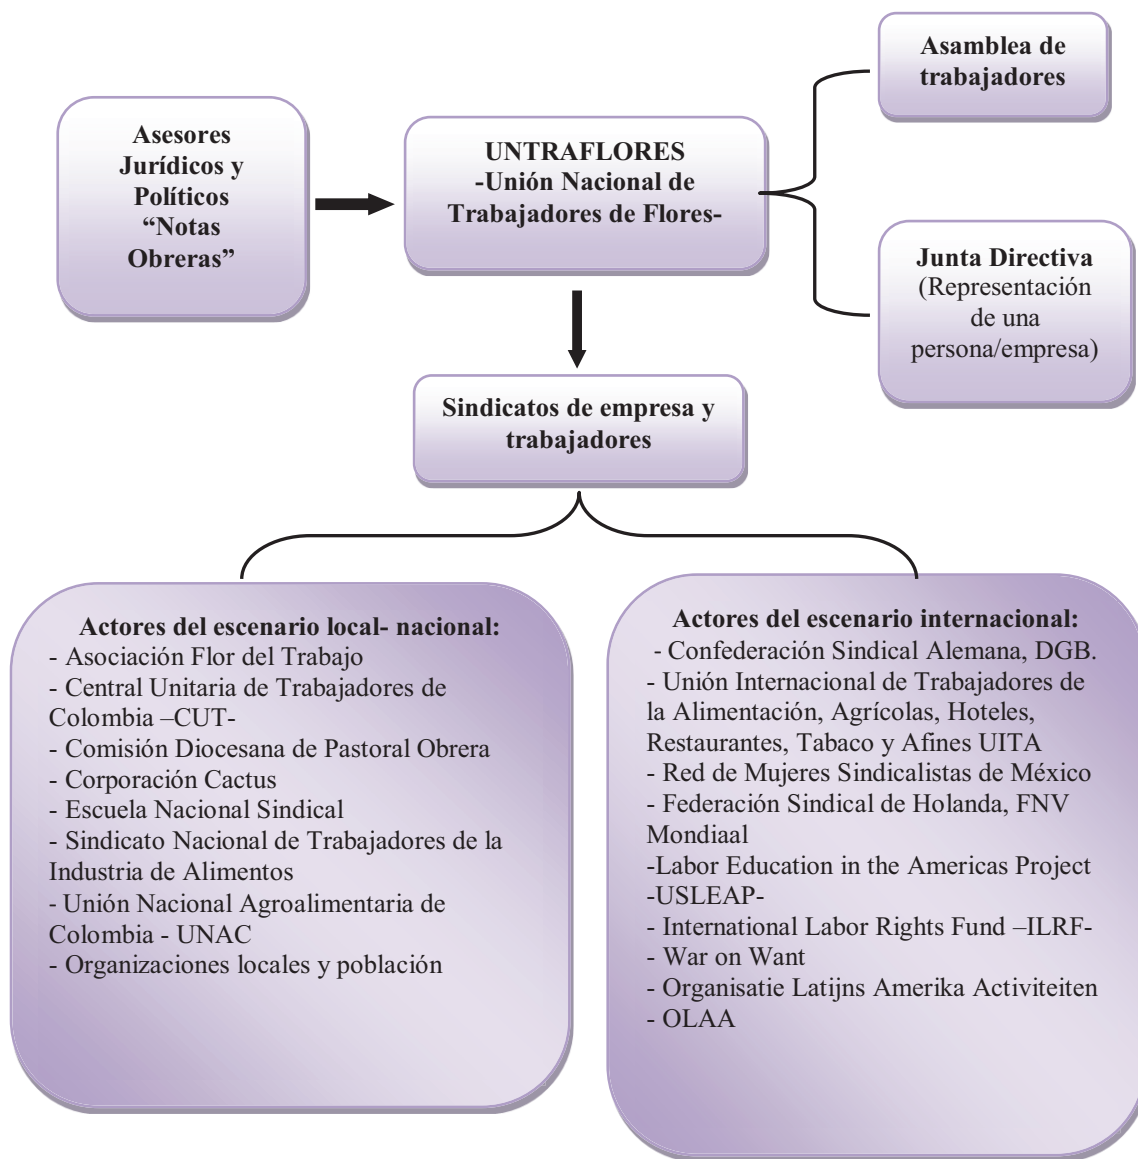 Asamblea de
trabajadores
Asesores
Jurídicos y
Políticos
“Notas
Obreras”
UNTRAFLORES
-Unión Nacional de
Trabajadores de Flores-
Junta Directiva
(Representación
de una
persona/empresa)
Sindicatos de empresa y
trabajadores
Actores del escenario local- nacional:
- Asociación Flor del Trabajo
- Central Unitaria de Trabajadores de
Colombia –CUT-
- Comisión Diocesana de Pastoral Obrera
- Corporación Cactus
- Escuela Nacional Sindical
- Sindicato Nacional de Trabajadores de la
Industria de Alimentos
- Unión Nacional Agroalimentaria de
Colombia - UNAC
- Organizaciones locales y población
Actores del escenario internacional:
- Confederación Sindical Alemana, DGB.
- Unión Internacional de Trabajadores de
la Alimentación, Agrícolas, Hoteles,
Restaurantes, Tabaco y Afines UITA
- Red de Mujeres Sindicalistas de México
- Federación Sindical de Holanda, FNV
Mondiaal
-Labor Education in the Americas Project
-USLEAP-
- International Labor Rights Fund –ILRF-
- War on Want
- Organisatie Latijns Amerika Activiteiten
- OLAA